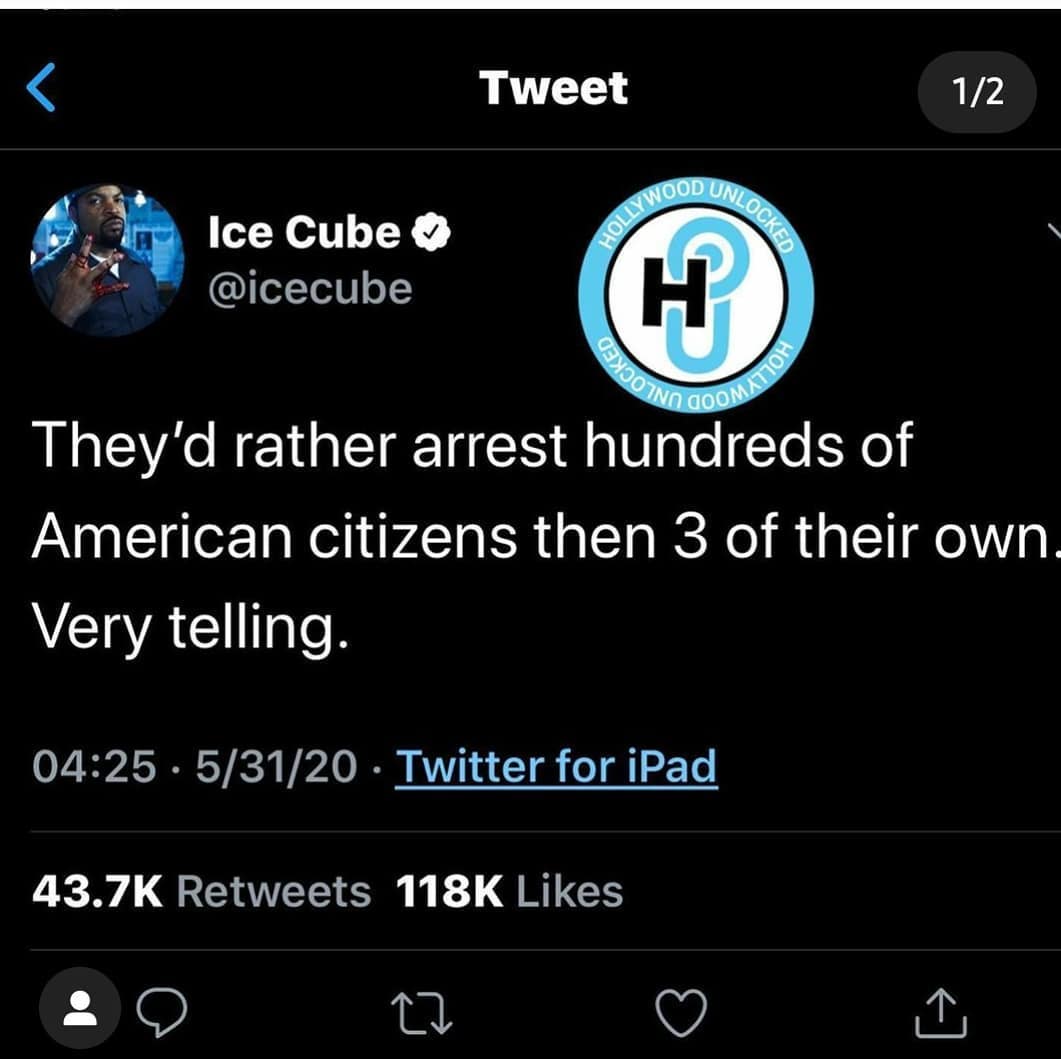 Tweet
1/2
Ice Cube
@icecube
HOLLYWOOD UNLOCKED
H
HOLLYWOOD UNLOCKED
They’d rather arrest hundreds of
American citizens then 3 of their own.
Very telling.
04:25 · 5/31/20 · Twitter for iPad
43.7K Retweets 118K Likes